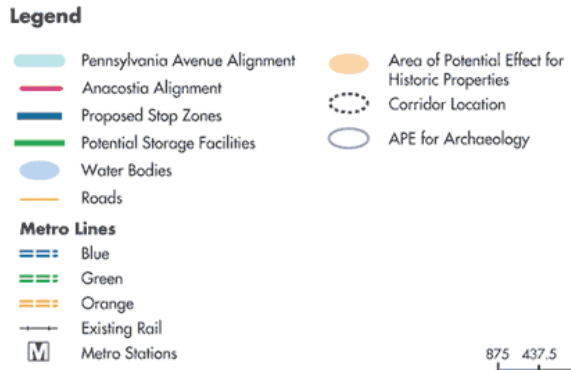 Legend
Pennsylvania Avenue Alignment
Anacostia Alignment
Proposed Stop Zones
Potential Storage Facilities
Water Bodies
Roads
Metro Lines
Blue
Green
Orange
Existing Rail
M Metro Stations
Area of Potential Effect for
Historic Properties
Corridor Location
APE for Archaeology
875 437.5